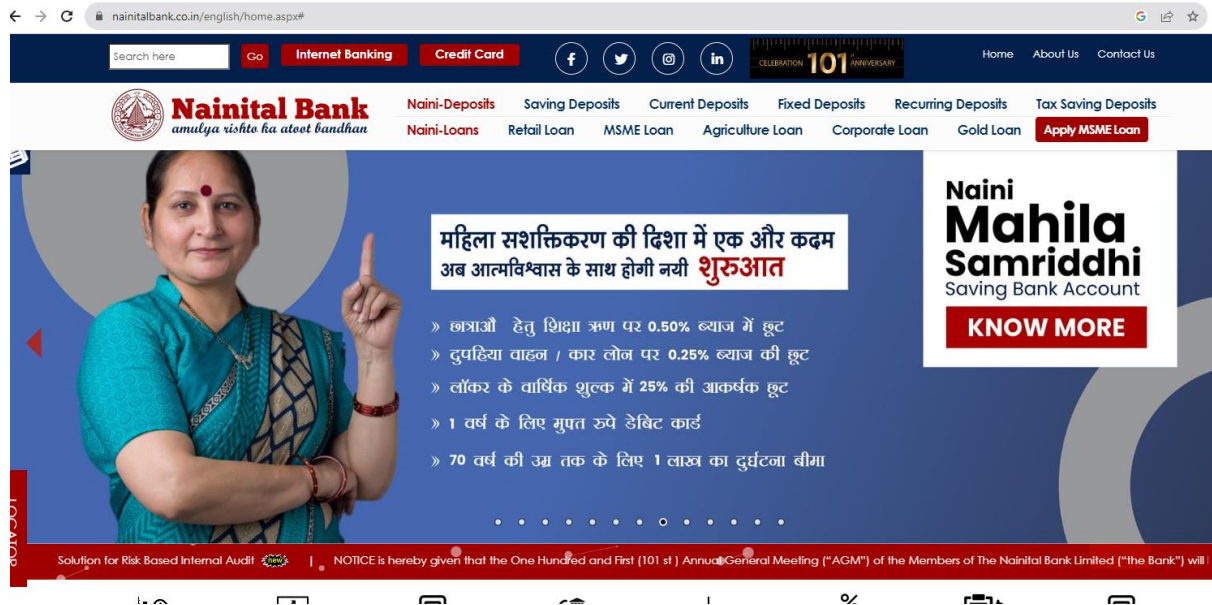 nainitalbank.co.in/english/home.aspx#
Search here Go Internet Banking Credit Card CELEBRATION 101 ANNIVERSARY Home About Us Contact Us
Nainital Bank
amulya rishto ka atoot bandhan
Naini-Deposits Saving Deposits Current Deposits Fixed Deposits Recurring Deposits Tax Saving Deposits
Naini-Loans Retail Loan MSME Loan Agriculture Loan Corporate Loan Gold Loan Apply MSME Loan
महिला सशक्तिकरण की दिशा में एक और कदम
अब आत्मविश्वास के साथ होगी नयी शुरुआत
» छात्राऔ हेतु शिक्षा ऋण पर 0.50% ब्याज में छूट
» दुपहिया वाहन / कार लोन पर 0.25% ब्याज की छूट
» लॉकर के वार्षिक शुल्क में 25% की आकर्षक छूट
» 1 वर्ष के लिए मुफ्त रुपे डेबिट कार्ड
» 70 वर्ष की उम्र तक के लिए 1 लाख का दुर्घटना बीमा
Naini
Mahila
Samriddhi
Saving Bank Account
KNOW MORE
LOCATOR
Solution for Risk Based Internal Audit new | NOTICE is hereby given that the One Hundred and First (101 st ) Annual General Meeting ("AGM") of the Members of The Nainital Bank Limited ("the Bank") will